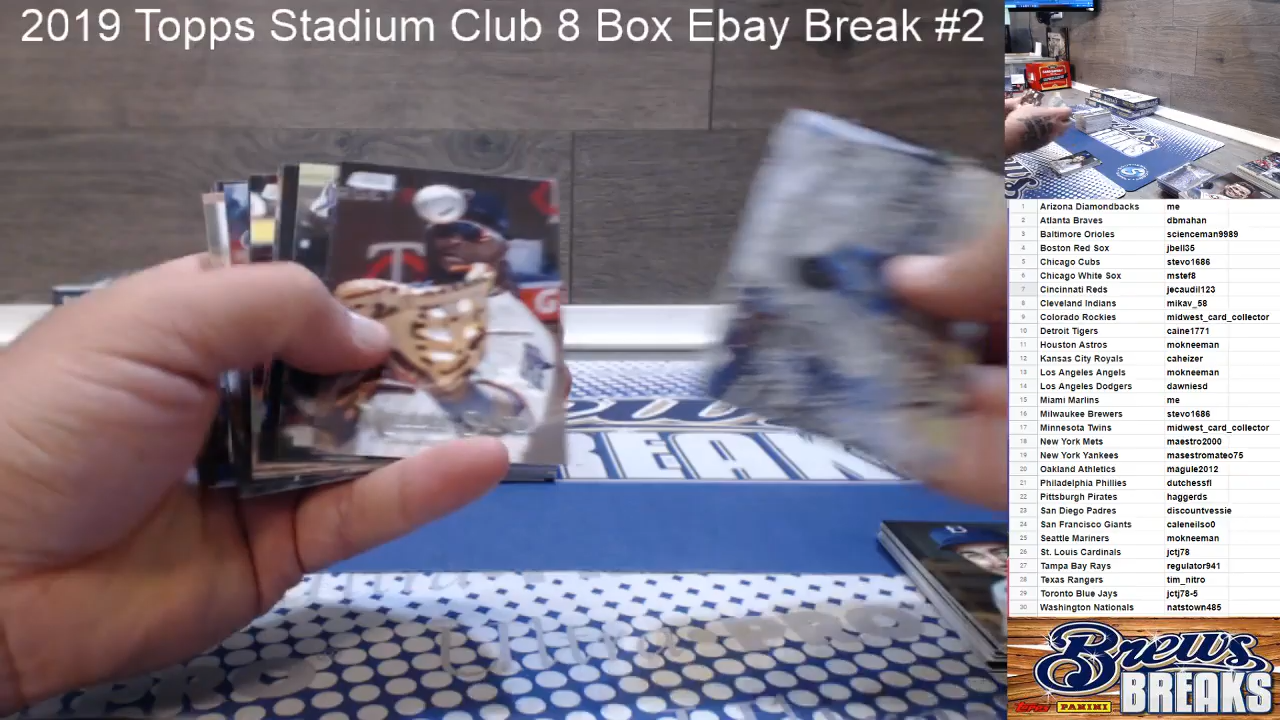 2019 Topps Stadium Club 8 Box Ebay Break #2
1 Arizona Diamondbacks me
2 Atlanta Braves dbmahan
3 Baltimore Orioles scienceman9989
4 Boston Red Sox jbell35
5 Chicago Cubs stevo1686
6 Chicago White Sox mstef8
7 Cincinnati Reds jecaudil123
8 Cleveland Indians mikav_58
9 Colorado Rockies midwest_card_collector
10 Detroit Tigers caine1771
11 Houston Astros mokneeman
12 Kansas City Royals caheizer
13 Los Angeles Angels mokneeman
14 Los Angeles Dodgers dawniesd
15 Miami Marlins me
16 Milwaukee Brewers stevo1686
17 Minnesota Twins midwest_card_collector
18 New York Mets maestro2000
19 New York Yankees masestromateo75
20 Oakland Athletics magule2012
21 Philadelphia Phillies dutchessfl
22 Pittsburgh Pirates haggerds
23 San Diego Padres discountvessie
24 San Francisco Giants caleneilso0
25 Seattle Mariners mokneeman
26 St. Louis Cardinals jctj78
27 Tampa Bay Rays regulator941
28 Texas Rangers tim_nitro
29 Toronto Blue Jays jctj78-5
30 Washington Nationals natstown485
Brews
BREAKS
Topps PANINI